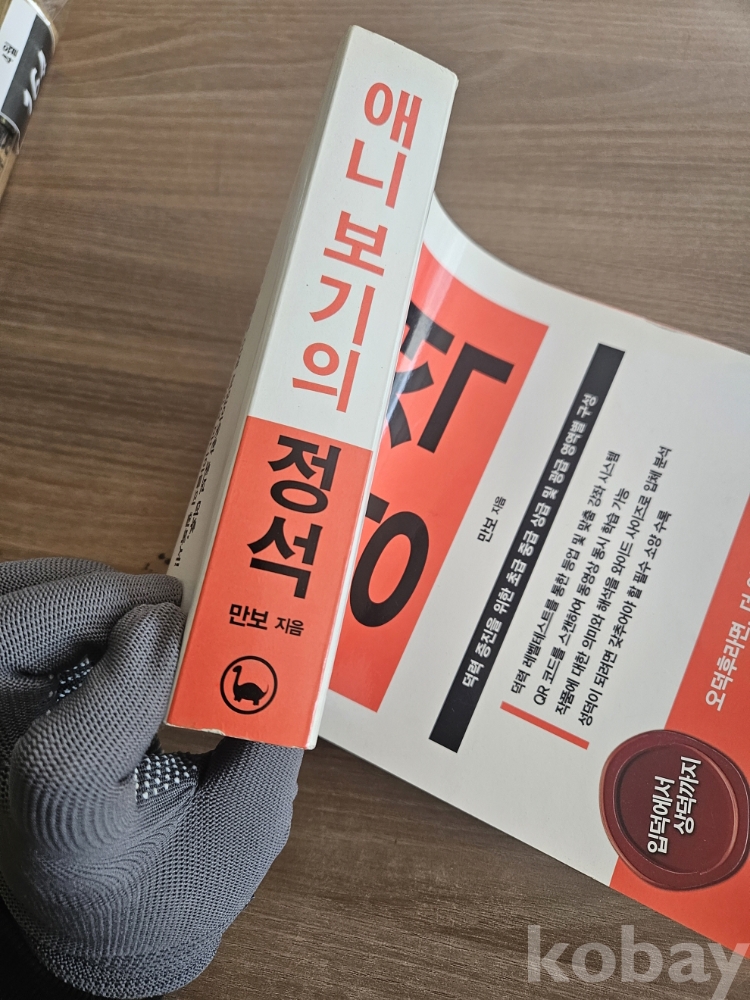 애니 보기의
정석
만보 지음
만보 지음
덕력 증진을 위한 초급 중급 상급 및 광급 영역별 구성
덕력 레벨테스트를 통한 등업 및 맞춤 강좌 시스템
QR 코드를 스캔하여 동영상 동시 학습 가능
작품에 대한 의미와 해석을 와이드 사이즈로 입체 분석
성덕이 되려면 갖추어야 할 필수 소양 수록
오덕후라면,
입덕에서
상덕까지
kobay